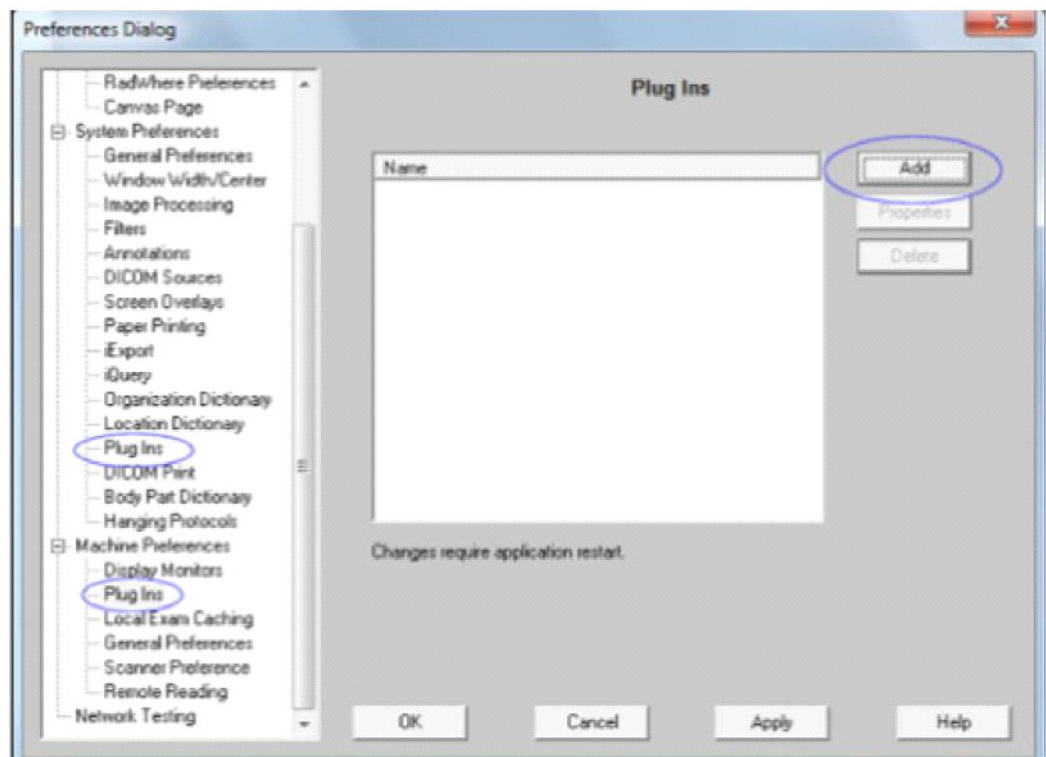 Preferences Dialog
RadWhere Preferences
Canvas Page
System Preferences
General Preferences
Window Width/Center
Image Processing
Filters
Annotations
DICOM Sources
Screen Overlays
Paper Printing
iExport
iQuery
Organization Dictionary
Location Dictionary
Plug Ins
DICOM Print
Body Part Dictionary
Hanging Protocols
Machine Preferences
Display Monitors
Plug Ins
Local Exam Caching
General Preferences
Scanner Preference
Remote Reading
Network Testing
Plug Ins
Name
Add
Properties
Delete
Changes require application restart.
OK
Cancel
Apply
Help